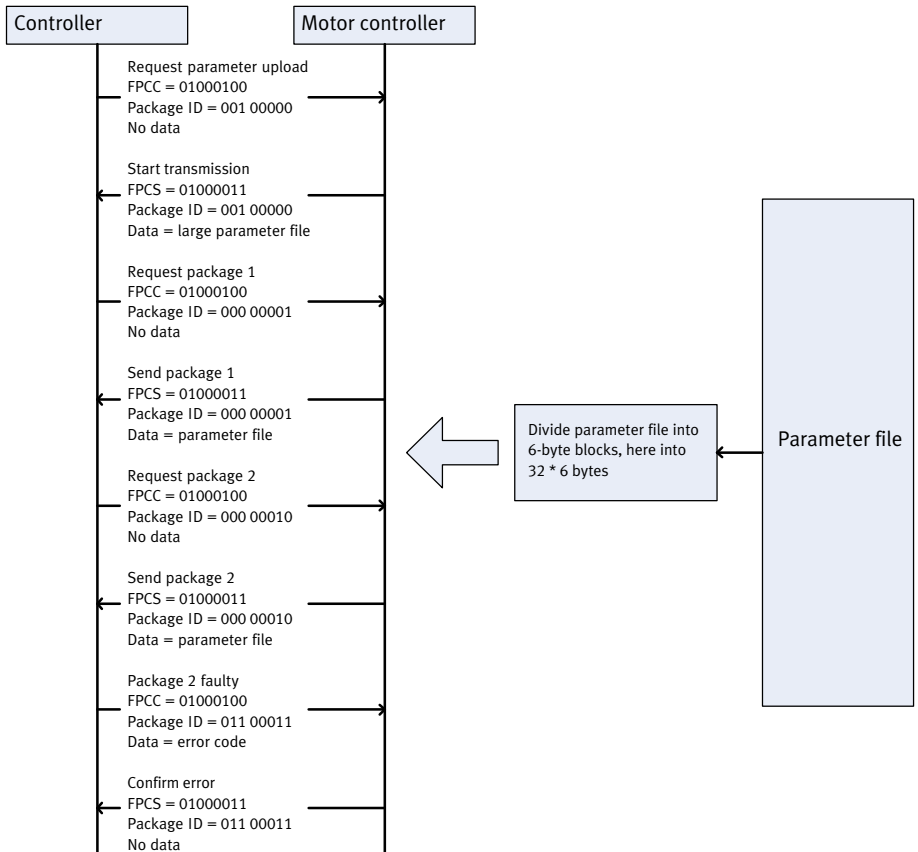 Controller
Motor controller
Request parameter upload
FPCC = 01000100
Package ID = 001 00000
No data
Start transmission
FPCS = 01000011
Package ID = 001 00000
Data = large parameter file
Request package 1
FPCC = 01000100
Package ID = 000 00001
No data
Send package 1
FPCS = 01000011
Package ID = 000 00001
Data = parameter file
Request package 2
FPCC = 01000100
Package ID = 000 00010
No data
Send package 2
FPCS = 01000011
Package ID = 000 00010
Data = parameter file
Package 2 faulty
FPCC = 01000100
Package ID = 011 00011
Data = error code
Confirm error
FPCS = 01000011
Package ID = 011 00011
No data
Divide parameter file into
6-byte blocks, here into
32 * 6 bytes
Parameter file